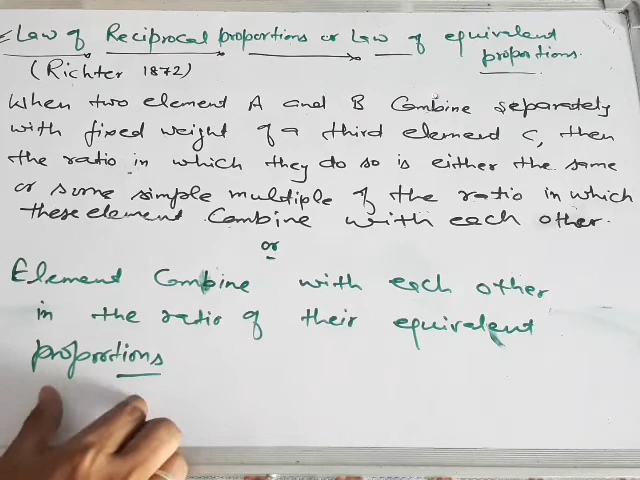 Law of Reciprocal proportions or Law of equivalent
proportions.
(Richter 1872)
When two element A and B Combine separately
with fixed weight of a third element C, then
the ratio in which they do so is either the same
or some simple multiple of the ratio in which
these element Combine with each other.
or
Element Combine with each other
in the ratio of their equivalent
proportions